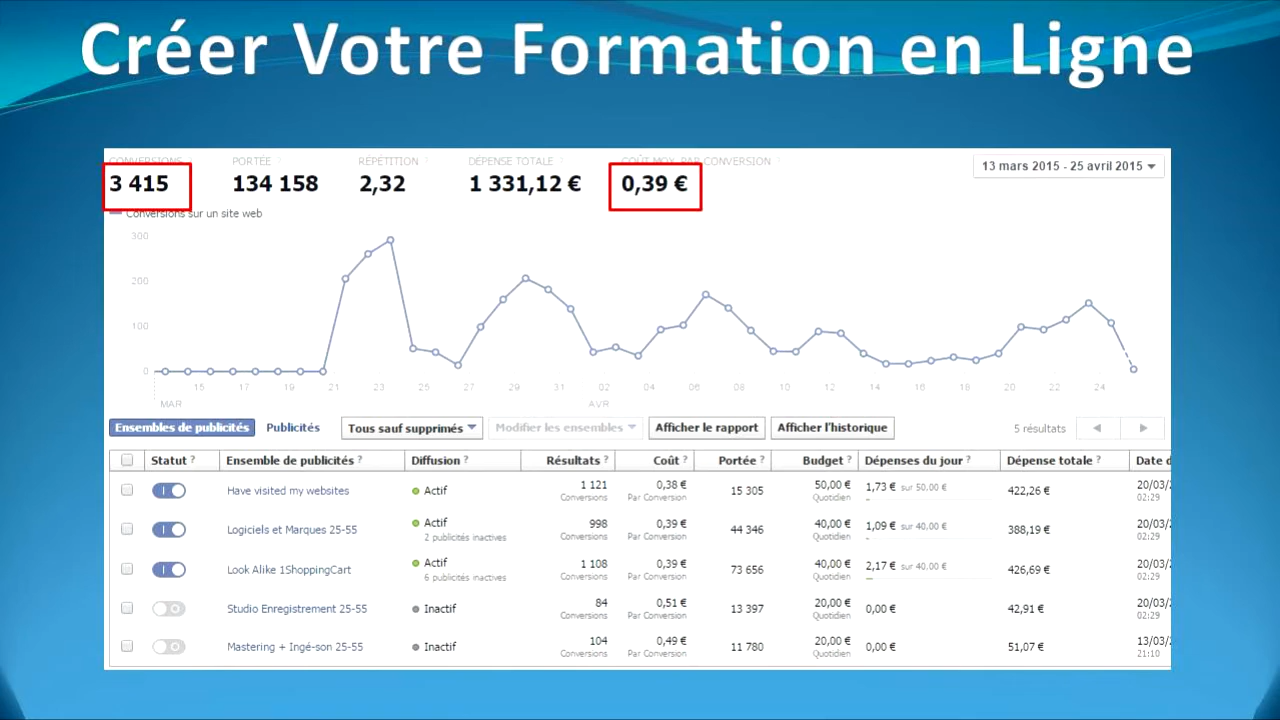 Créer Votre Formation en Ligne
CONVERSIONS ? PORTÉE ? RÉPÉTITION ? DÉPENSE TOTALE ? COÛT MOY. PAR CONVERSION ? 13 mars 2015 - 25 avril 2015
3 415 134 158 2,32 1 331,12 € 0,39 €
Conversions sur un site web
300
200
100
0
15 17 19 21 23 25 27 29 31 02 04 06 08 10 12 14 16 18 20 22 24
MAR AVR
Ensembles de publicités Publicités Tous sauf supprimés Modifier les ensembles Afficher le rapport Afficher l'historique 5 résultats
Statut ? Ensemble de publicités ? Diffusion ? Résultats ? Coût ? Portée ? Budget ? Dépenses du jour ? Dépense totale ? Date d
Have visited my websites Actif 1 121 Conversions 0,38 € Par Conversion 15 305 50,00 € Quotidien 1,73 € sur 50,00 € 422,26 € 20/03/ 02:29
Logiciels et Marques 25-55 Actif 2 publicités inactives 998 Conversions 0,39 € Par Conversion 44 346 40,00 € Quotidien 1,09 € sur 40,00 € 388,19 € 20/03/ 02:29
Look Alike 1ShoppingCart Actif 6 publicités inactives 1 108 Conversions 0,39 € Par Conversion 73 656 40,00 € Quotidien 2,17 € sur 40,00 € 426,69 € 20/03/ 02:29
Studio Enregistrement 25-55 Inactif 84 Conversions 0,51 € Par Conversion 13 397 20,00 € Quotidien 0,00 € 42,91 € 20/03/ 02:29
Mastering + Ingé-son 25-55 Inactif 104 Conversions 0,49 € Par Conversion 11 780 20,00 € Quotidien 0,00 € 51,07 € 13/03/ 21:10